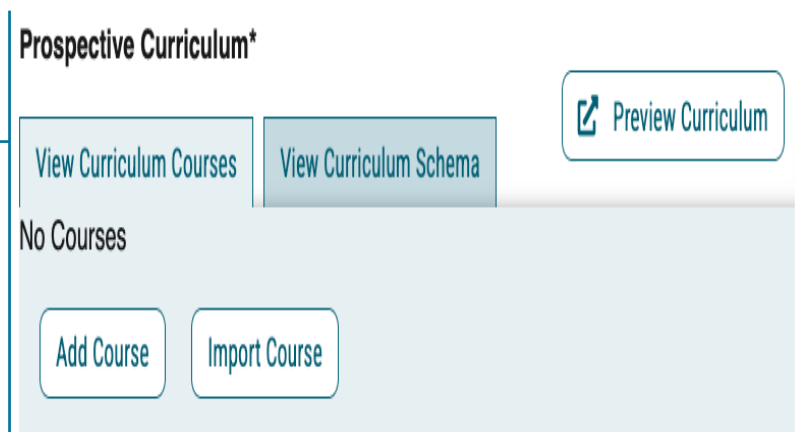 Prospective Curriculum*
Preview Curriculum
View Curriculum Courses
View Curriculum Schema
No Courses
Add Course
Import Course